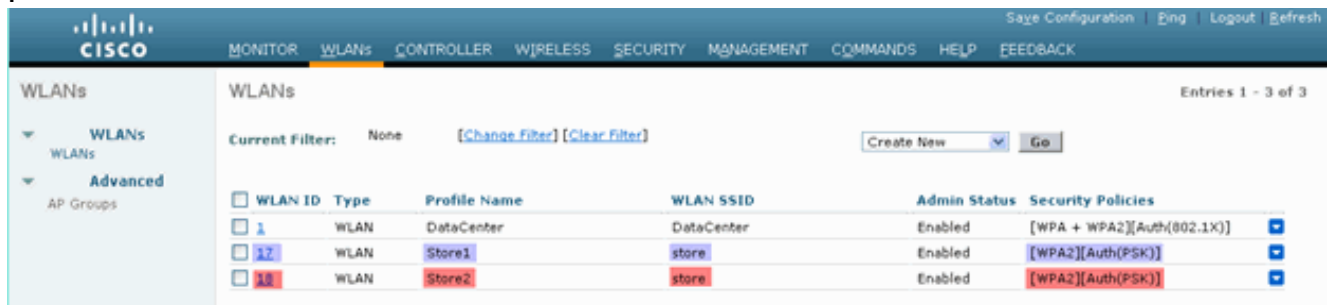 Save Configuration | Ping | Logout | Refresh
CISCO
MONITOR WLANs CONTROLLER WIRELESS SECURITY MANAGEMENT COMMANDS HELP FEEDBACK
WLANs
WLANs
Entries 1 - 3 of 3
WLANs
WLANs
Advanced
AP Groups
Current Filter: None [Change Filter] [Clear Filter]
Create New Go
WLAN ID Type Profile Name WLAN SSID Admin Status Security Policies
1 WLAN DataCenter DataCenter Enabled [WPA + WPA2][Auth(802.1X)]
17 WLAN Store1 store Enabled [WPA2][Auth(PSK)]
18 WLAN Store2 store Enabled [WPA2][Auth(PSK)]